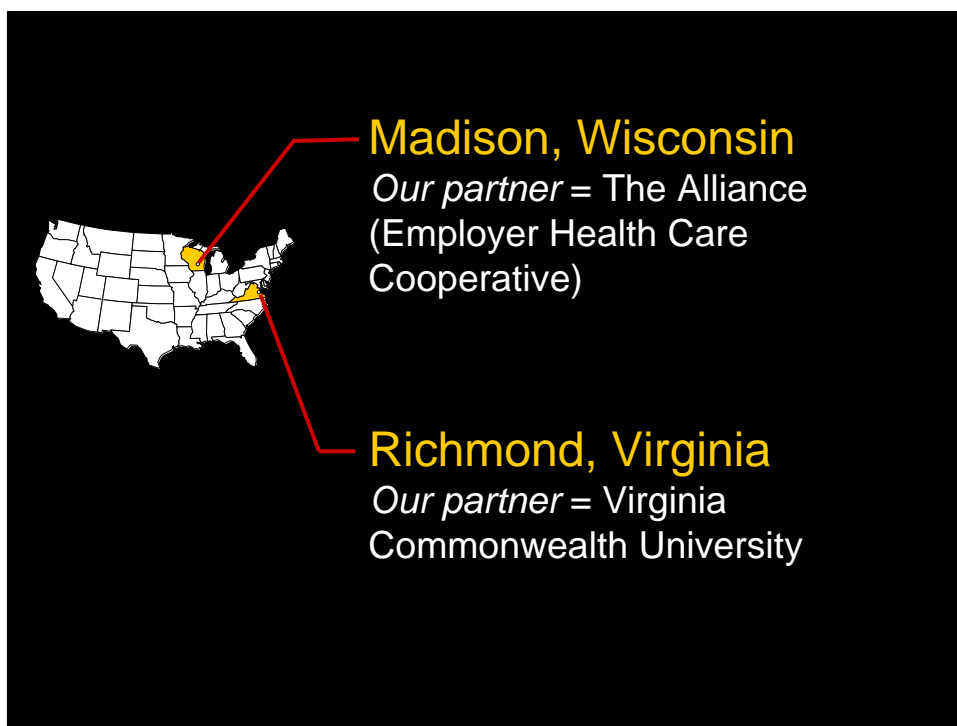 Madison, Wisconsin
Our partner = The Alliance
(Employer Health Care
Cooperative)
Richmond, Virginia
Our partner = Virginia
Commonwealth University